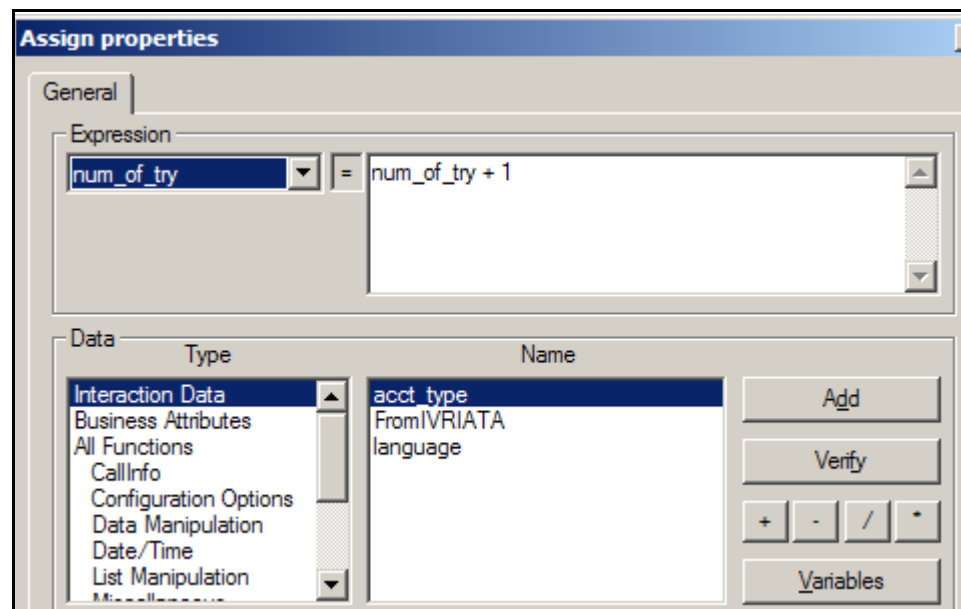 Assign properties
General
Expression
num_of_try = num_of_try + 1
Data
Type Name
Interaction Data
Business Attributes
All Functions
CallInfo
Configuration Options
Data Manipulation
Date/Time
List Manipulation
acct_type
FromIVRIATA
language
Add
Verify
+ - / *
Variables